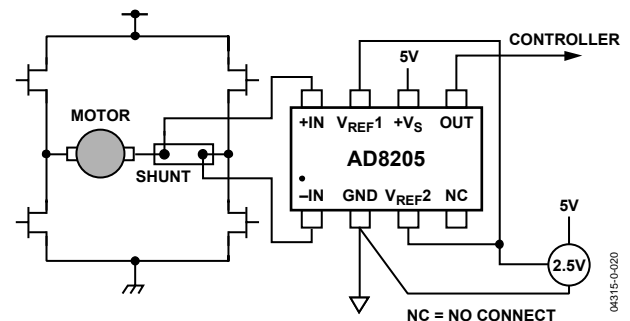 CONTROLLER
5V
MOTOR
SHUNT
+IN VREF1 +VS OUT
AD8205
–IN GND VREF2 NC
5V
2.5V
NC = NO CONNECT
04315-0-020